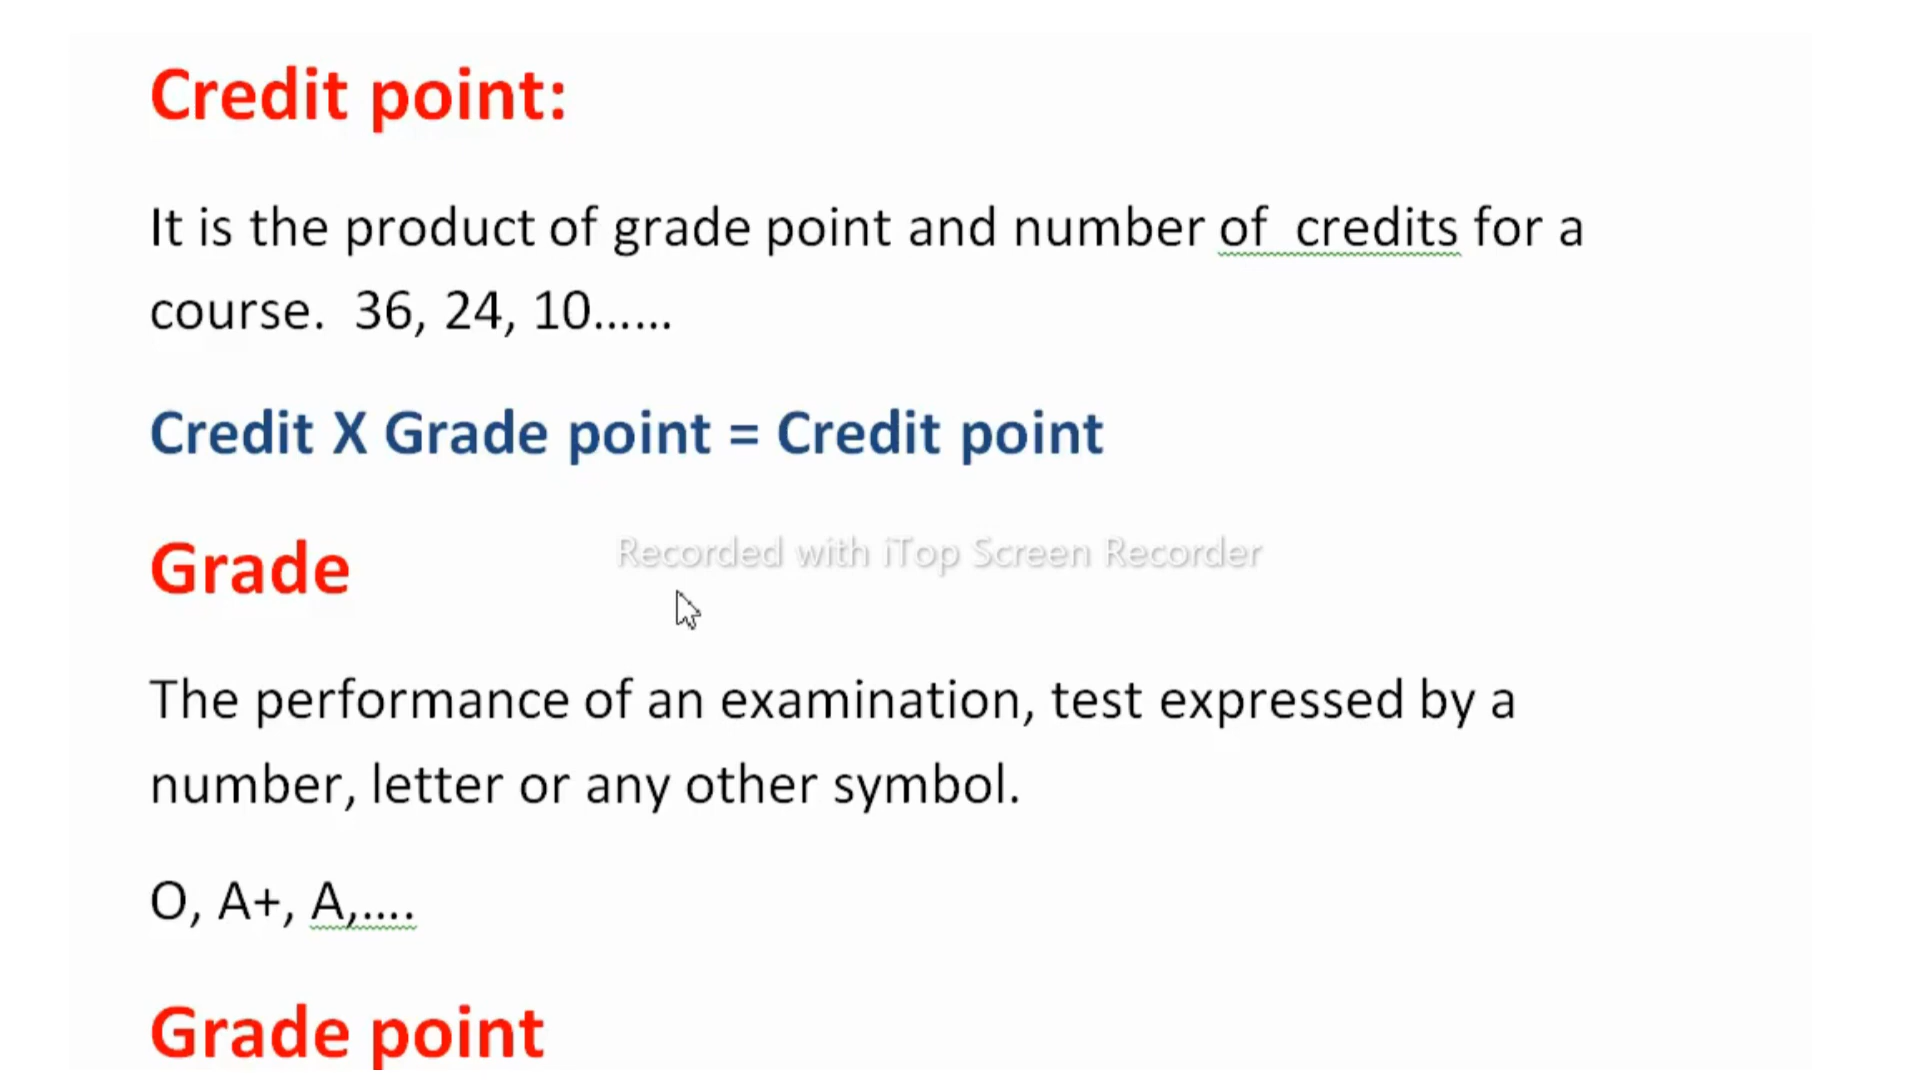 Credit point:
It is the product of grade point and number of  credits for a
course.  36, 24, 10......
Credit X Grade point = Credit point
Grade
Recorded with iTop Screen Recorder
The performance of an examination, test expressed by a
number, letter or any other symbol.
O, A+, A,....
Grade point